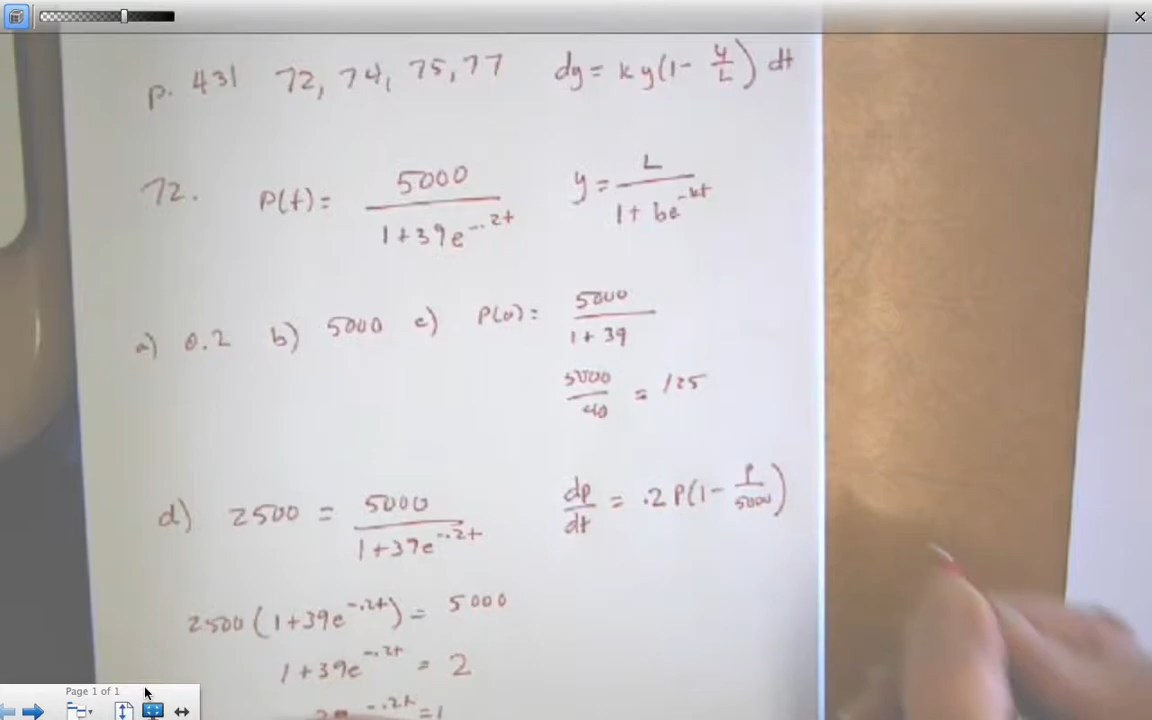 p. 431 72, 74, 75, 77 dy = ky(1 - y/L) dt
72. P(t) = 5000/(1+39e^-.2t) y = L/(1+be^-kt)
a) 0.2 b) 5000 c) P(0) = 5000/(1+39)
5000/40 = 125
d) 2500 = 5000/(1+39e^-.2t) dp/dt = .2P(1 - P/5000)
2500(1+39e^-.2t) = 5000
1+39e^-.2t = 2
-.2t = 1
Page 1 of 1